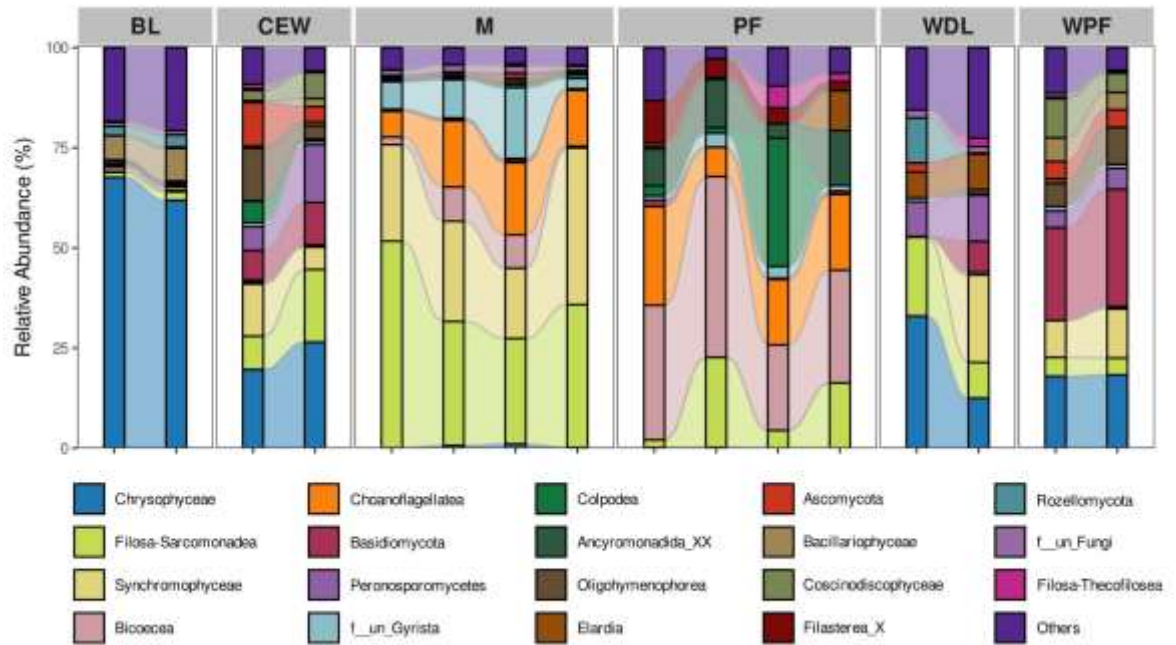 BL CEW M PF WDL WPF
100
75
50
25
0
Relative Abundance (%)
Chrysophyceae Choanoflagellatea Colpodea Ascomycota Rozellomycota
Filosa-Sarcomonadea Basidiomycota Ancyromonadida_XX Bacillariophyceae f__un_Fungi
Synchromophyceae Peronosporomycetes Oligohymenophorea Coscinodiscophyceae Filosa-Thecofilosea
Bicoecea f__un_Gyrista Elardia Filasterea_X Others